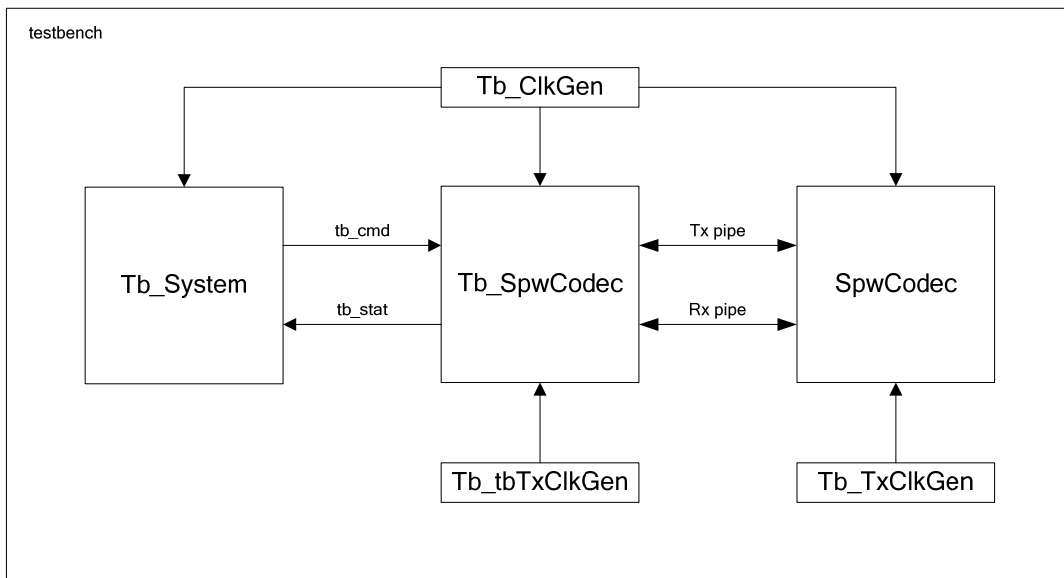 testbench
Tb_ClkGen
tb_cmd
Tx pipe
Tb_System
Tb_SpwCodec
SpwCodec
tb_stat
Rx pipe
Tb_tbTxClkGen
Tb_TxClkGen